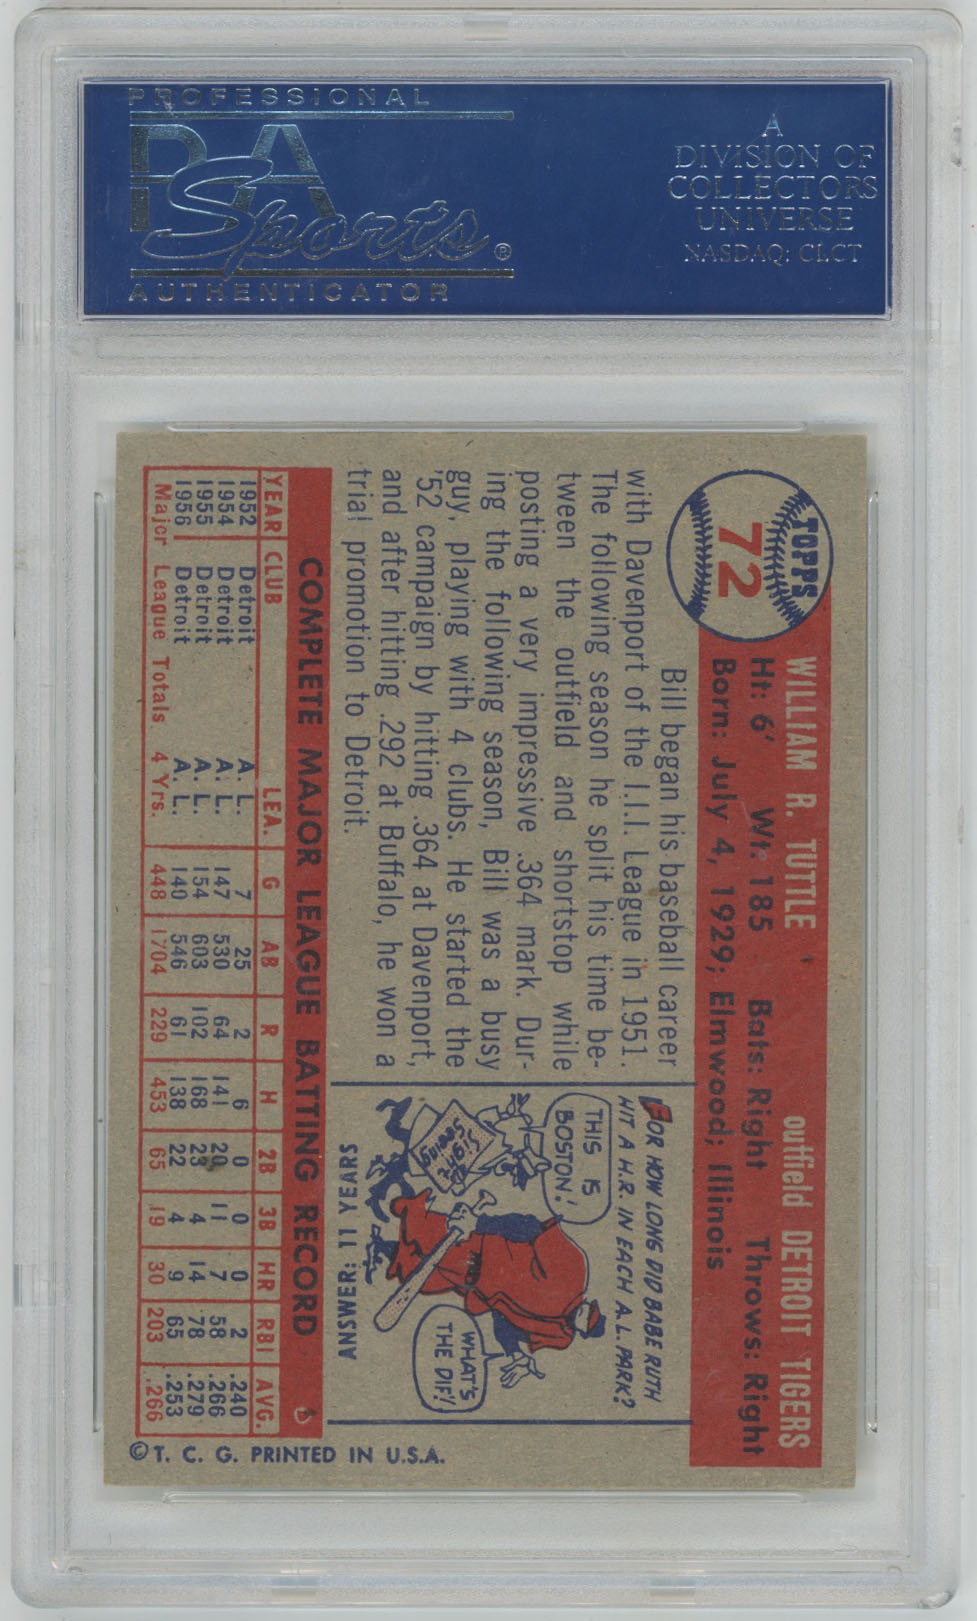 PROFESSIONAL
PSA
Sports®
AUTHENTICATOR
A
DIVISION OF
COLLECTORS
UNIVERSE
NASDAQ: CLCT
TOPPS
72
WILLIAM R. TUTTLE outfield DETROIT TIGERS
Ht: 6' Wt: 185 Bats: Right Throws: Right
Born: July 4, 1929; Elmwood; Illinois
Bill began his baseball career
with Davenport of the I.I.I. League in 1951.
The following season he split his time be-
tween the outfield and shortstop while
posting a very impressive .364 mark. Dur-
ing the following season, Bill was a busy
guy, playing with 4 clubs. He started the
'52 campaign by hitting .364 at Davenport,
and after hitting .292 at Buffalo, he won a
trial promotion to Detroit.
FOR HOW LONG DID BABE RUTH
HIT A H.R. IN EACH A.L. PARK?
THIS IS
BOSTON!
WHAT'S
THE DIF'!
Sight
Seeing
ANSWER: 11 YEARS
COMPLETE MAJOR LEAGUE BATTING RECORD
YEAR CLUB LEA. G AB R H 2B 3B HR RBI AVG.
1952 Detroit A. L. 7 25 2 6 0 0 0 2 .240
1954 Detroit A. L. 147 530 64 141 20 11 7 58 .266
1955 Detroit A. L. 154 603 102 168 23 4 14 78 .279
1956 Detroit A. L. 140 546 61 138 22 4 9 65 .253
Major League Totals 4 Yrs. 448 1704 229 453 65 19 30 203 .266
© T. C. G. PRINTED IN U.S.A.